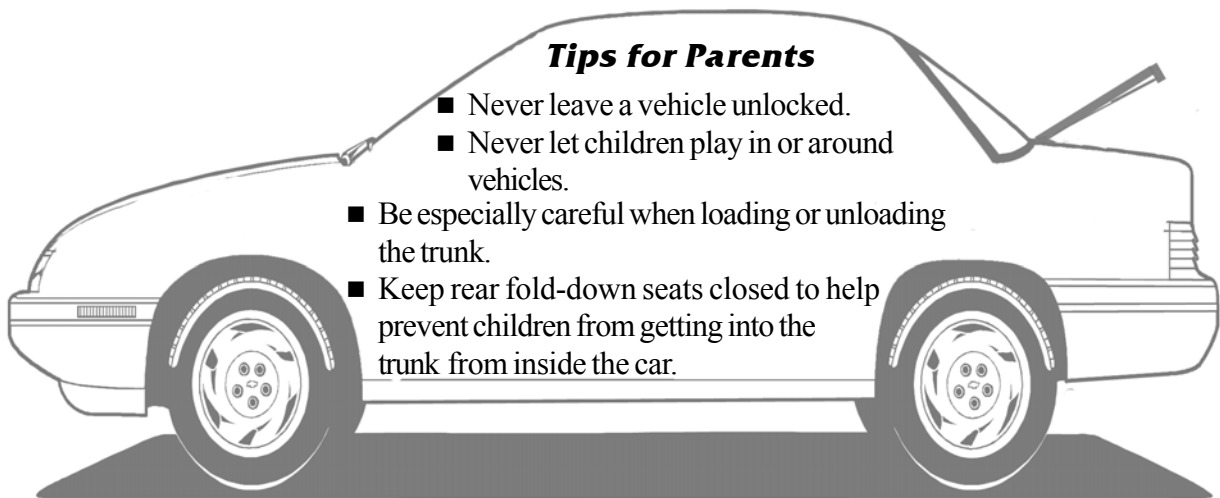 Tips for Parents
■ Never leave a vehicle unlocked.
■ Never let children play in or around
vehicles.
■ Be especially careful when loading or unloading
the trunk.
■ Keep rear fold-down seats closed to help
prevent children from getting into the
trunk from inside the car.